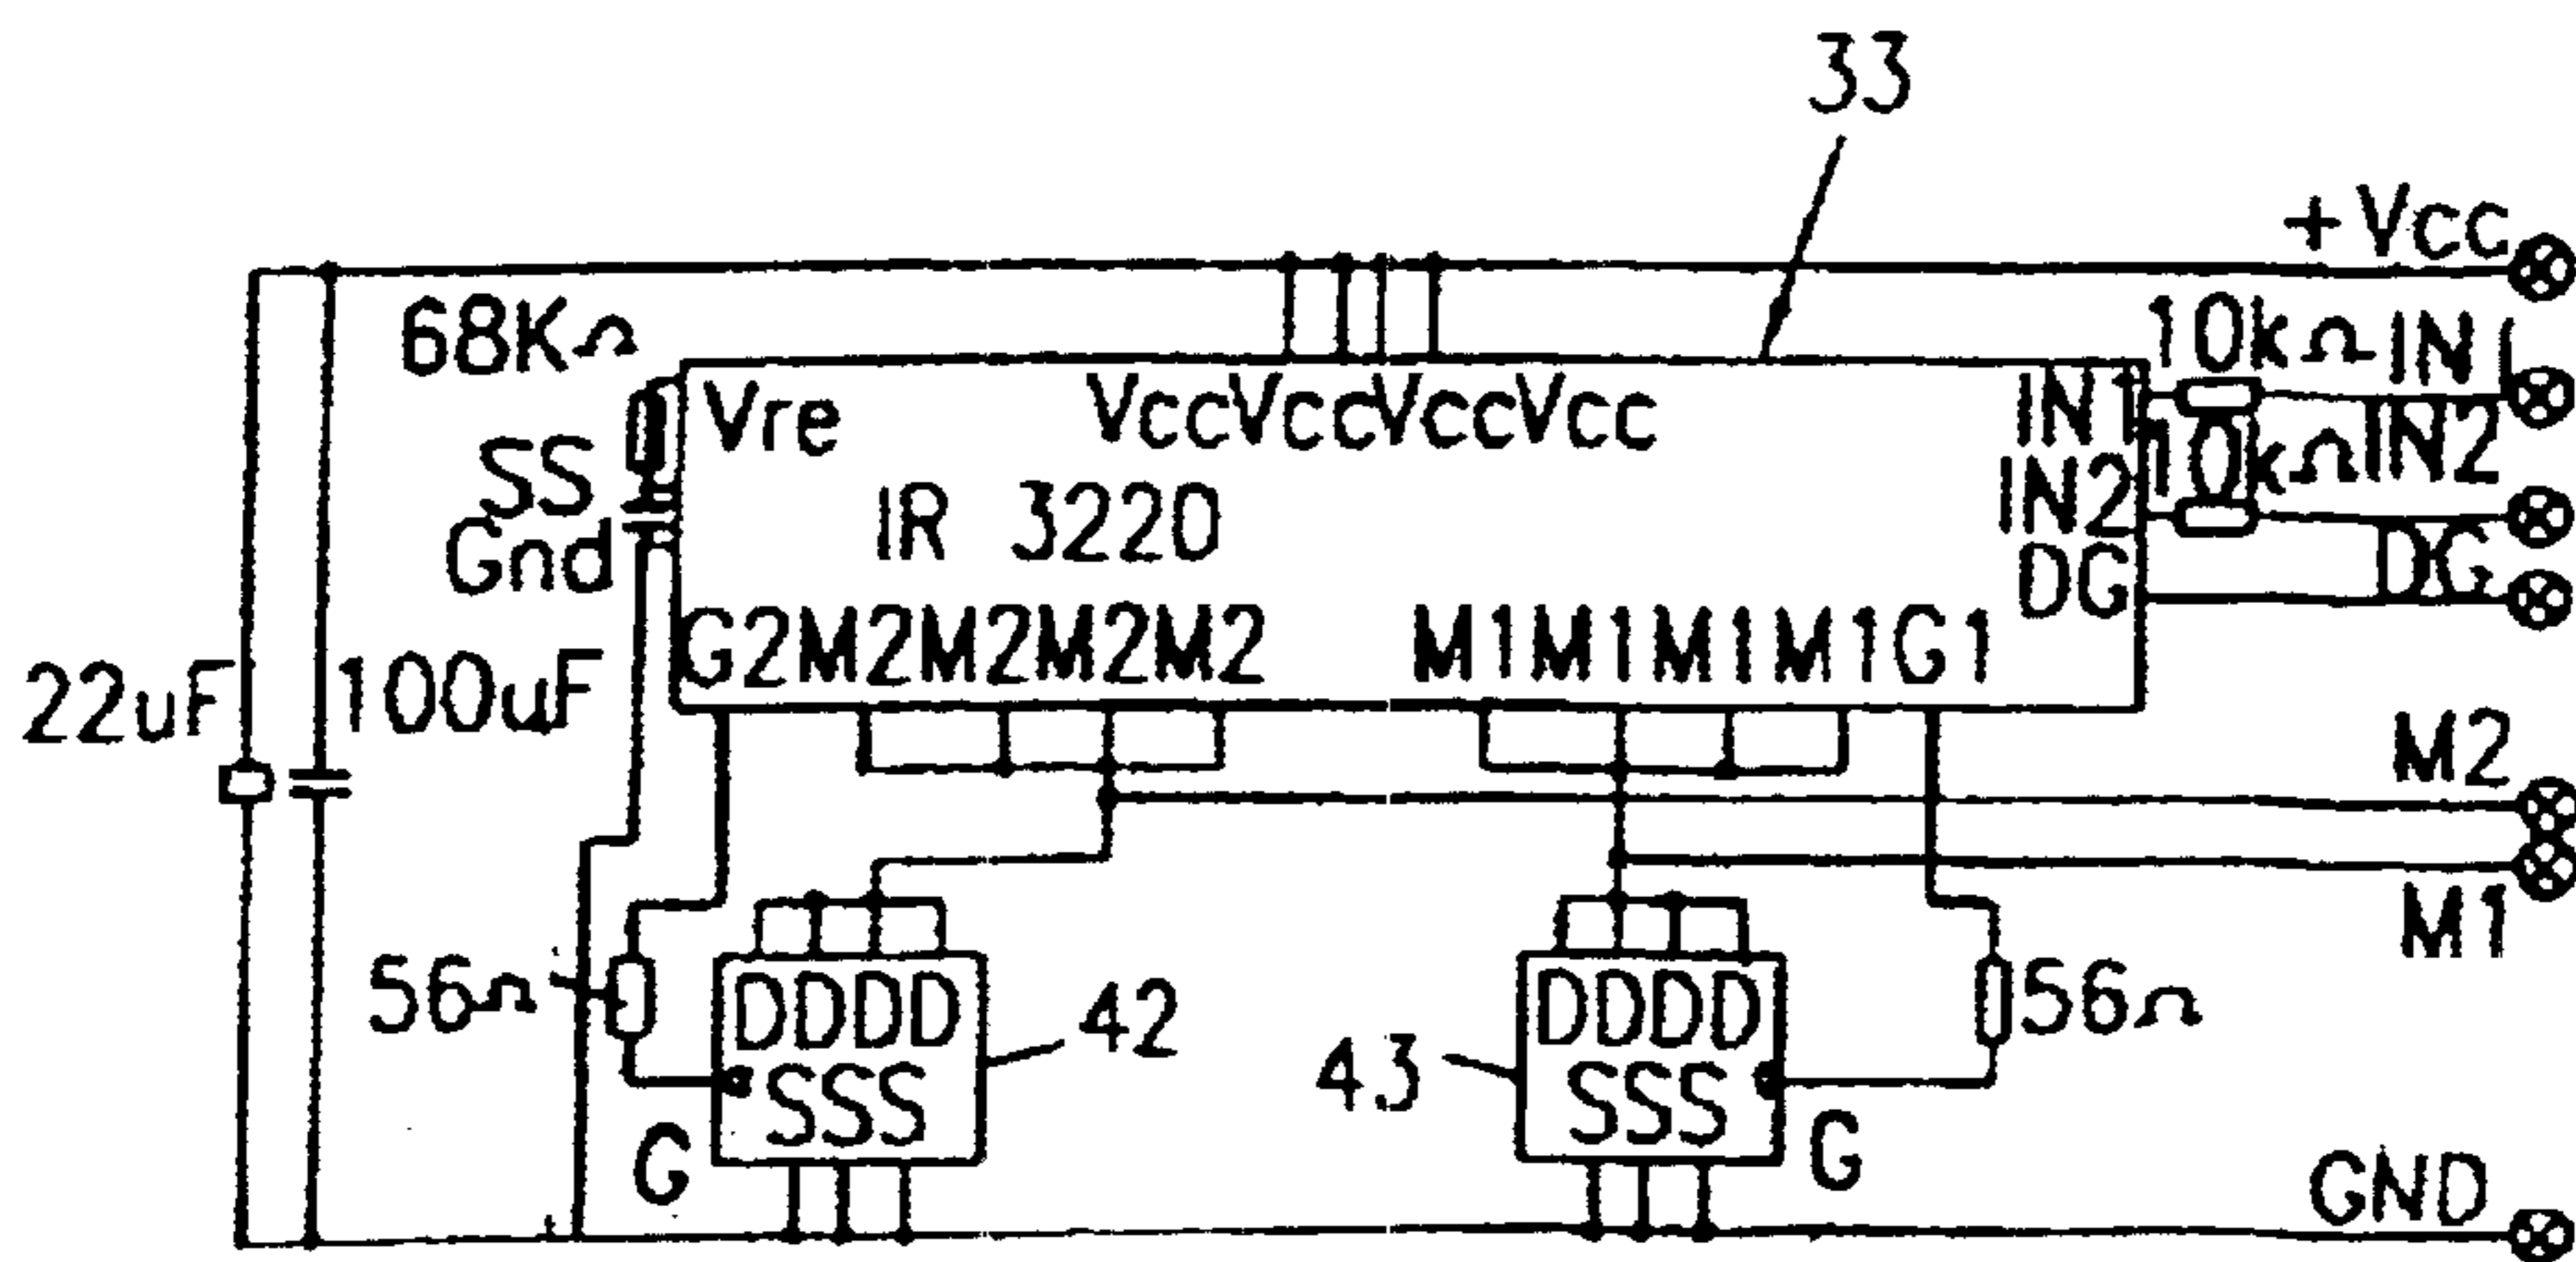 33
+Vcc
68KΩ
10kΩ IN1
Vre VccVccVccVcc IN1
10kΩ IN2
SS
IR 3220 IN2
Gnd
DG DG
G2M2M2M2M2 M1M1M1M1G1
22uF 100uF
M2
M1
56Ω DDDD 42 DDDD 56Ω
43
SSS SSS
G G
GND